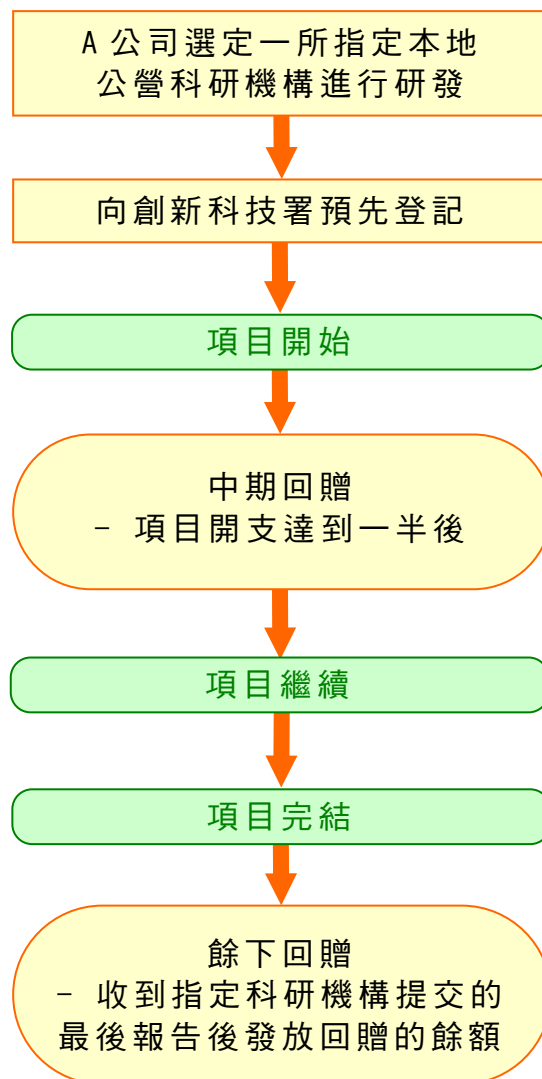 A公司選定一所指定本地
公營科研機構進行研發
向創新科技署預先登記
項目開始
中期回贈
– 項目開支達到一半後
項目繼續
項目完結
餘下回贈
– 收到指定科研機構提交的
最後報告後發放回贈的餘額